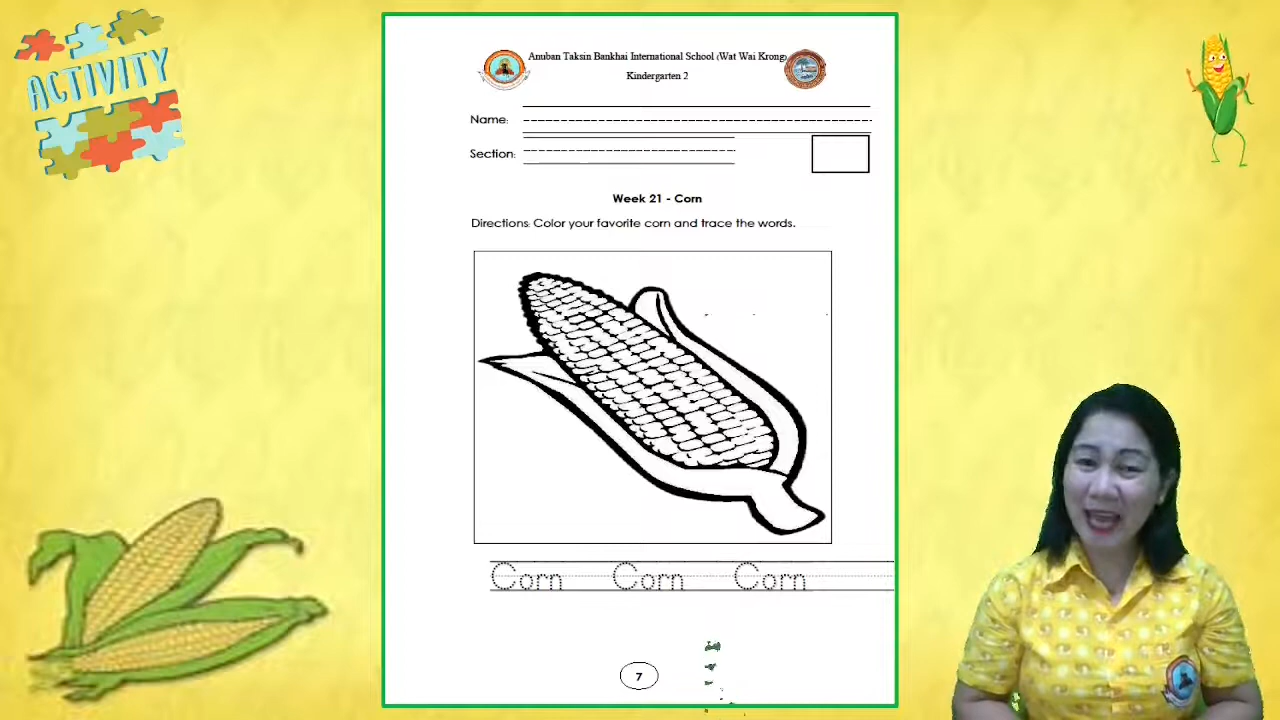 ACTIVITY
Anuban Taksin Bankhai International School (Wat Wai Krong)
Kindergarten 2
Name:
Section:
Week 21 - Corn
Directions: Color your favorite corn and trace the words.
Corn Corn Corn
7